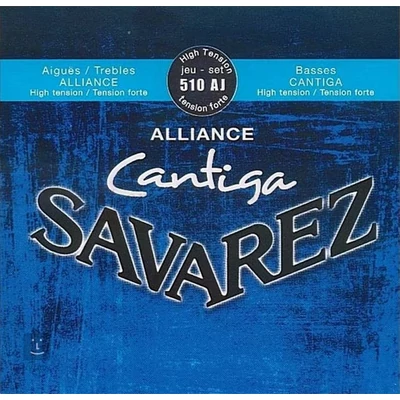 High Tension
jeu - set
510 AJ
tension forte
Aiguës / Trebles
ALLIANCE
High tension / Tension forte
Basses
CANTIGA
High tension / Tension forte
ALLIANCE
Cantiga
SAVAREZ